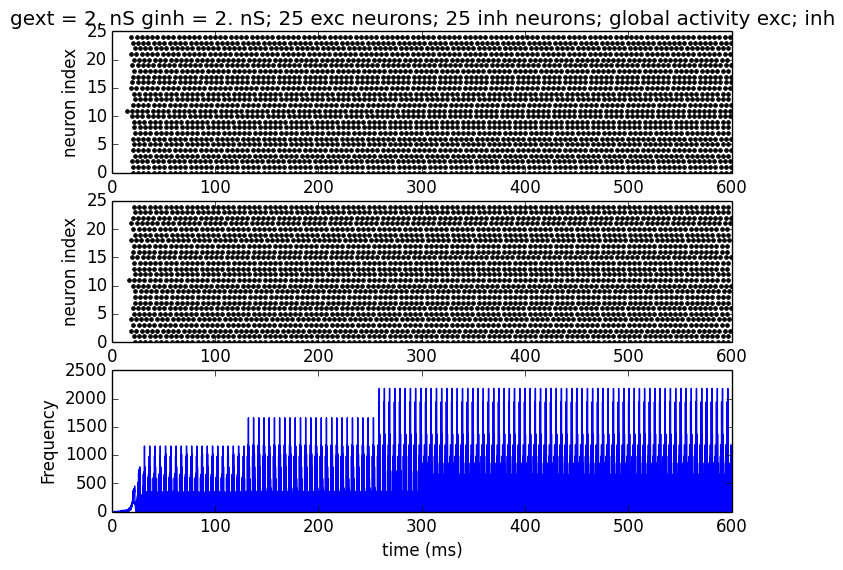 gext = 2. nS ginh = 2. nS; 25 exc neurons; 25 inh neurons; global activity exc; inh
25
20
15
10
5
0
neuron index
0 100 200 300 400 500 600
25
20
15
10
5
0
neuron index
0 100 200 300 400 500 600
2500
2000
1500
1000
500
0
Frequency
0 100 200 300 400 500 600
time (ms)